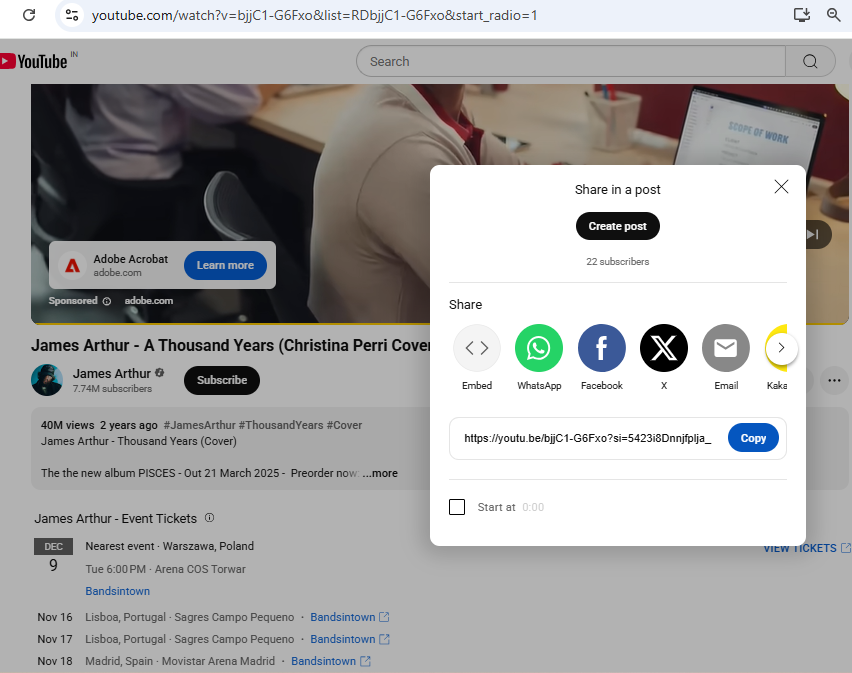 youtube.com/watch?v=bjjC1-G6Fxo&list=RDbjjC1-G6Fxo&start_radio=1
YouTube IN
Search
SCOPE OF WORK
Adobe Acrobat
adobe.com
Learn more
Sponsored
adobe.com
Share in a post
Create post
22 subscribers
Share
Embed
WhatsApp
Facebook
X
Email
Kaka
https://youtu.be/bjjC1-G6Fxo?si=5423i8Dnnjfplja_
Copy
Start at 0:00
James Arthur - A Thousand Years (Christina Perri Cover
James Arthur
7.74M subscribers
Subscribe
40M views 2 years ago #JamesArthur #ThousandYears #Cover
James Arthur - Thousand Years (Cover)
The the new album PISCES - Out 21 March 2025 - Preorder now: ...more
James Arthur - Event Tickets
DEC
9
Nearest event · Warszawa, Poland
Tue 6:00 PM · Arena COS Torwar
Bandsintown
VIEW TICKETS
Nov 16 Lisboa, Portugal · Sagres Campo Pequeno · Bandsintown
Nov 17 Lisboa, Portugal · Sagres Campo Pequeno · Bandsintown
Nov 18 Madrid, Spain · Movistar Arena Madrid · Bandsintown